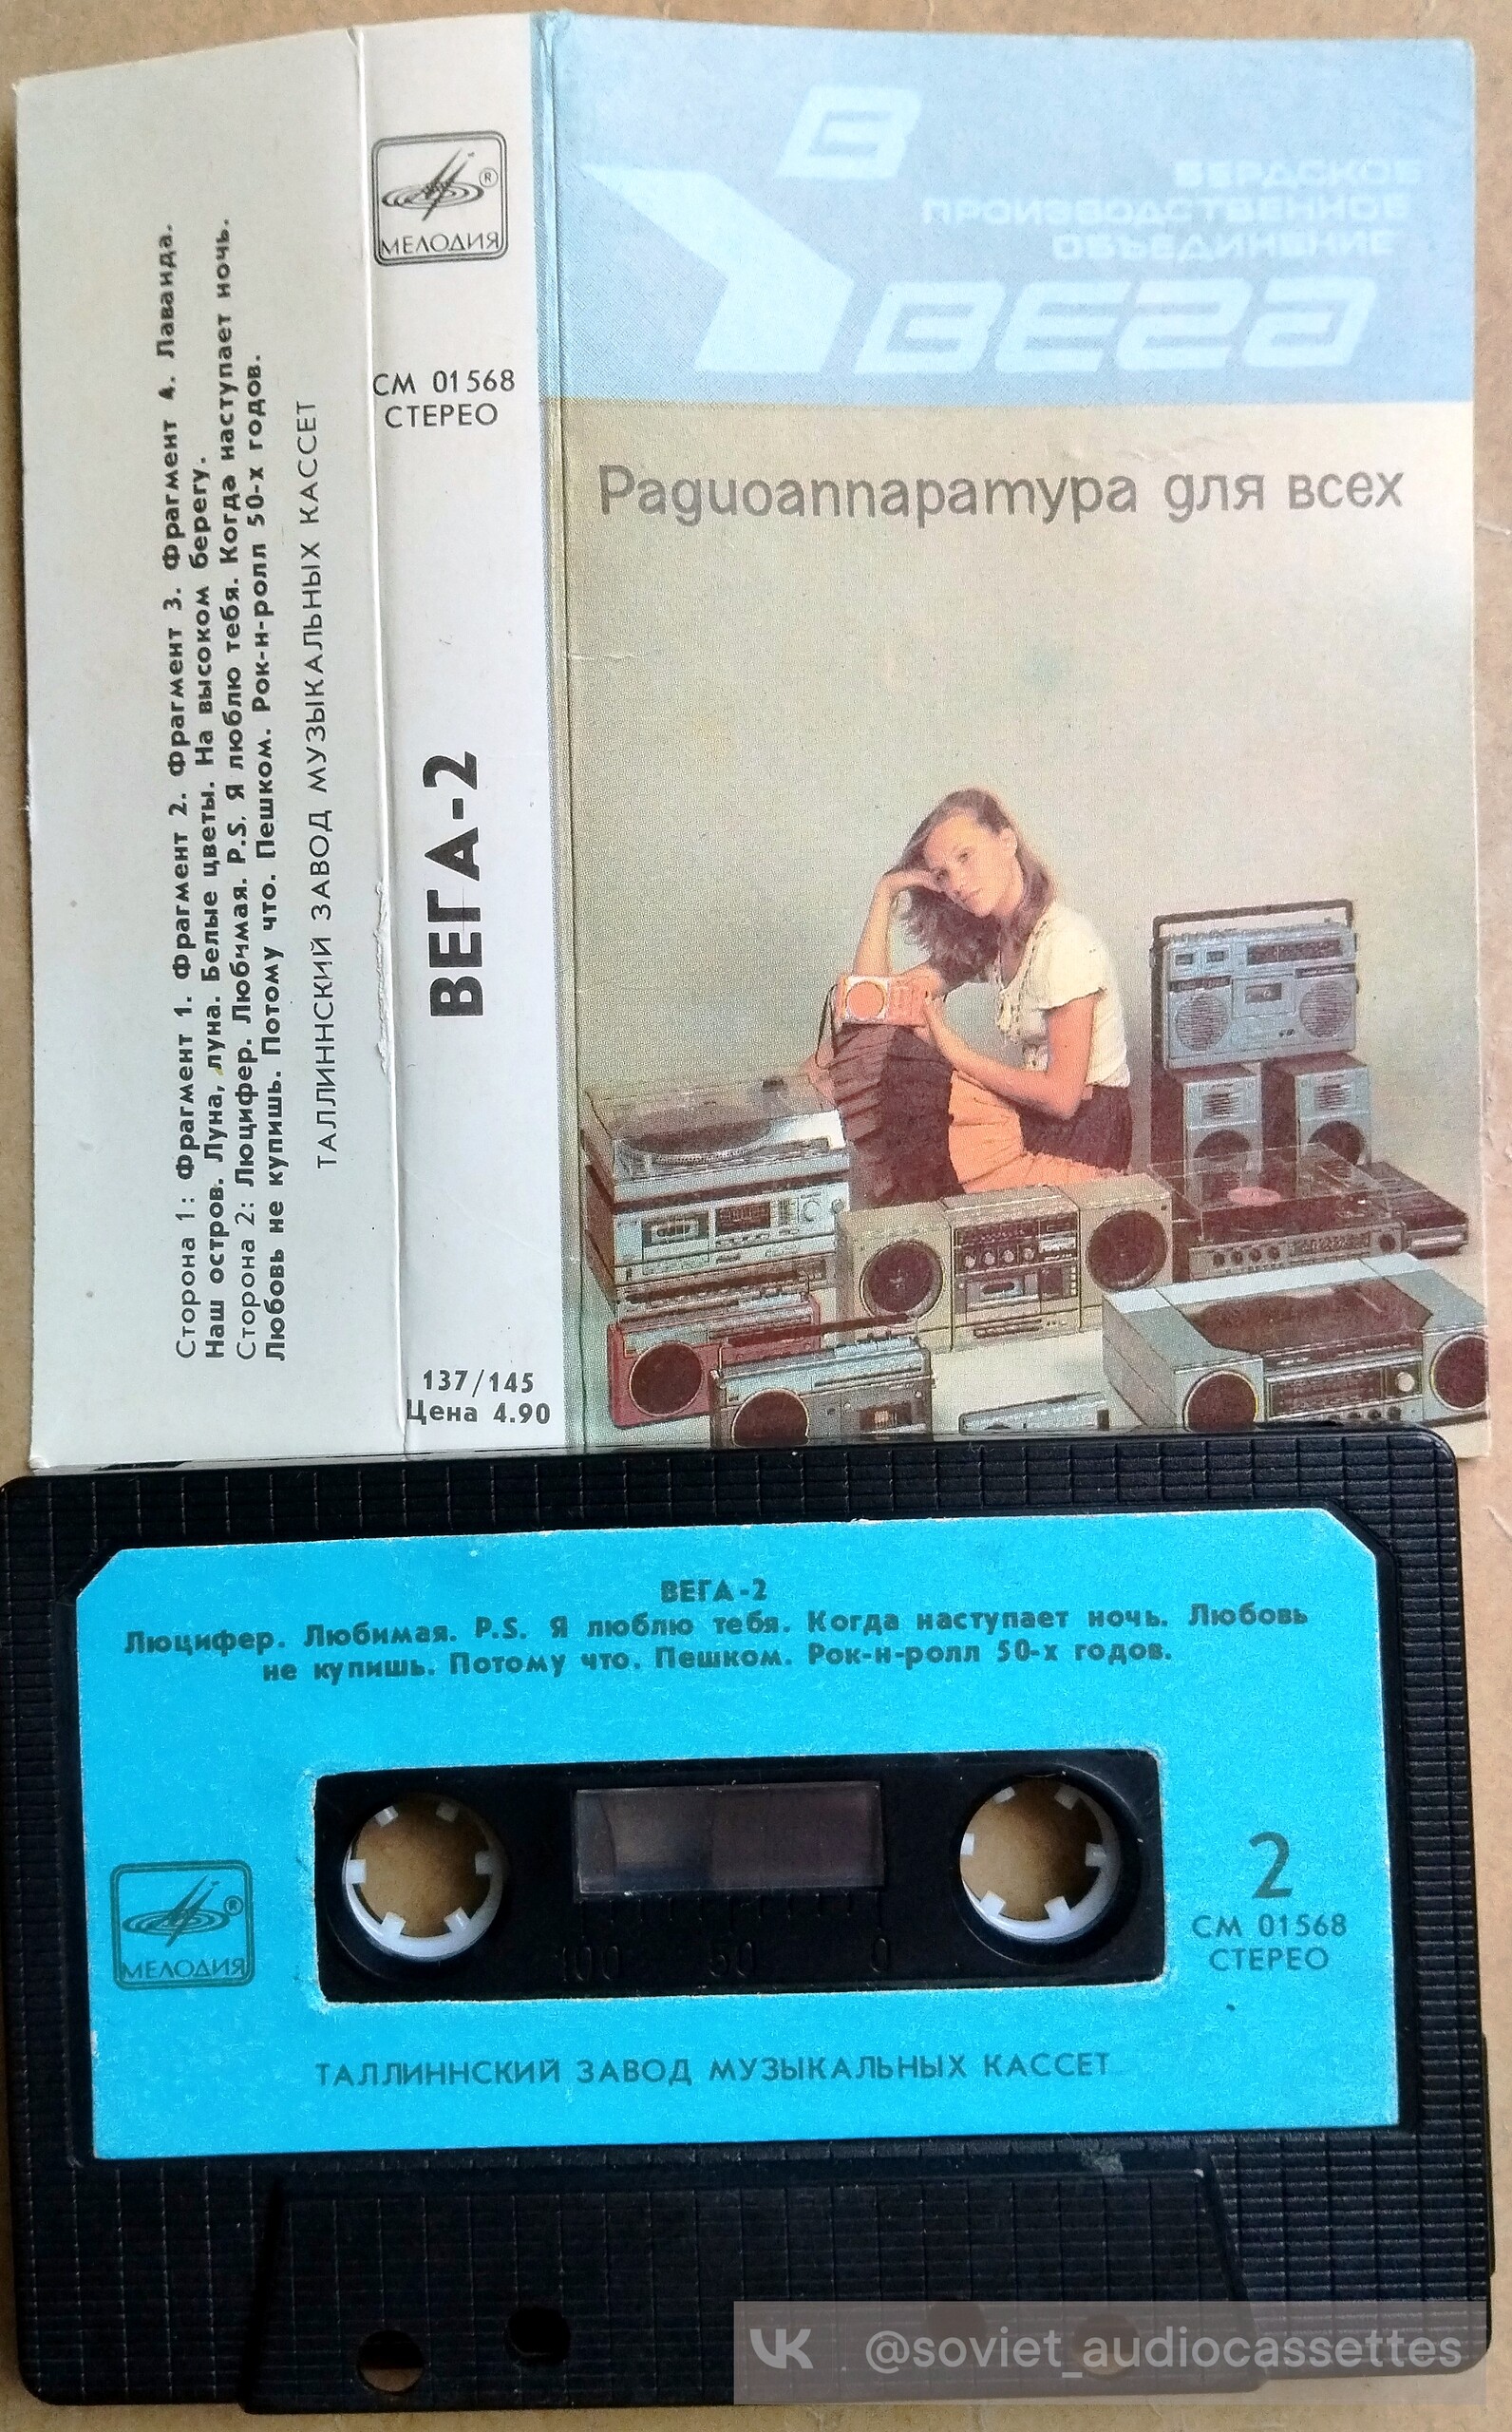 В
БЕРДСКОЕ
ПРОИЗВОДСТВЕННОЕ
ОБЪЕДИНЕНИЕ
ВЕГА
Радиоаппаратура для всех
МЕЛОДИЯ
®
СМ 01568
СТЕРЕО
ВЕГА-2
137/145
Цена 4.90
Сторона 1: Фрагмент 1. Фрагмент 2. Фрагмент 3. Фрагмент 4. Лаванда.
Наш остров. Луна, луна. Белые цветы. На высоком берегу.
Сторона 2: Люцифер. Любимая. P.S. Я люблю тебя. Когда наступает ночь.
Любовь не купишь. Потому что. Пешком. Рок-н-ролл 50-х годов.
ТАЛЛИННСКИЙ ЗАВОД МУЗЫКАЛЬНЫХ КАССЕТ
ВЕГА-2
Люцифер. Любимая. P.S. Я люблю тебя. Когда наступает ночь. Любовь
не купишь. Потому что. Пешком. Рок-н-ролл 50-х годов.
®
МЕЛОДИЯ
100 50 0
2
СМ 01568
СТЕРЕО
ТАЛЛИННСКИЙ ЗАВОД МУЗЫКАЛЬНЫХ КАССЕТ
@soviet_audiocassettes